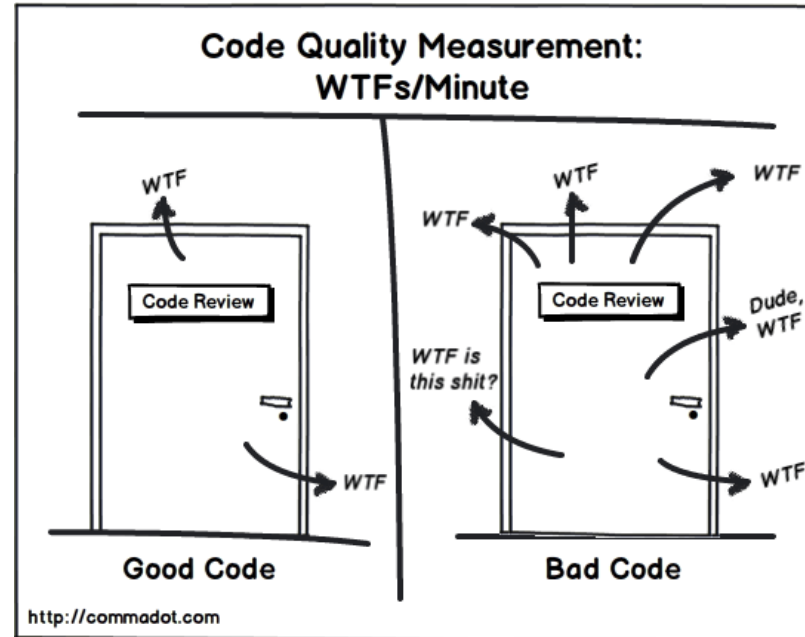 Code Quality Measurement:
WTFs/Minute
WTF
Code Review
WTF
Good Code
WTF
WTF
WTF
Code Review
Dude,
WTF
WTF is
this shit?
WTF
Bad Code
http://commadot.com